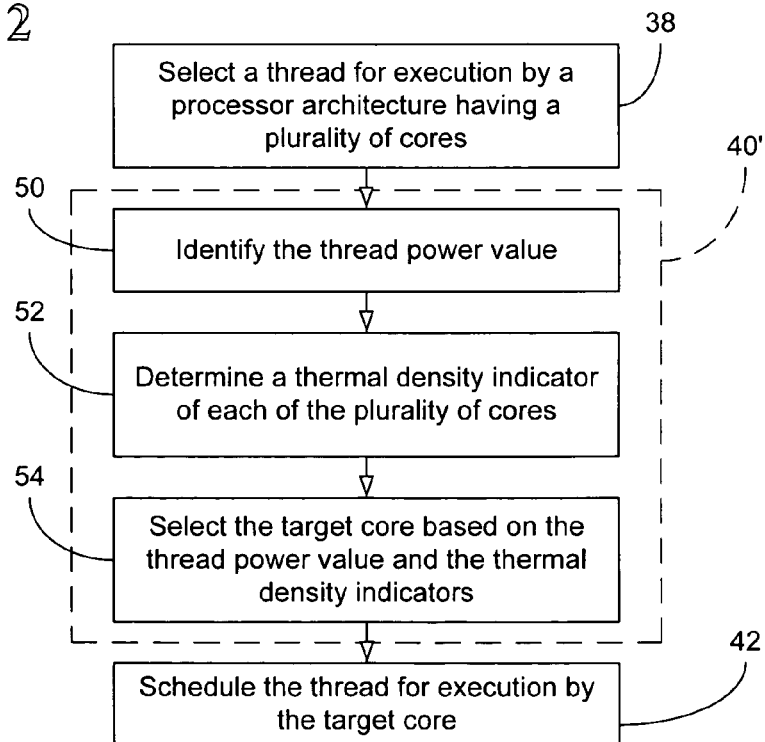 2
38
Select a thread for execution by a
processor architecture having a
plurality of cores
40'
50
Identify the thread power value
52
Determine a thermal density indicator
of each of the plurality of cores
54
Select the target core based on the
thread power value and the thermal
density indicators
42
Schedule the thread for execution by
the target core